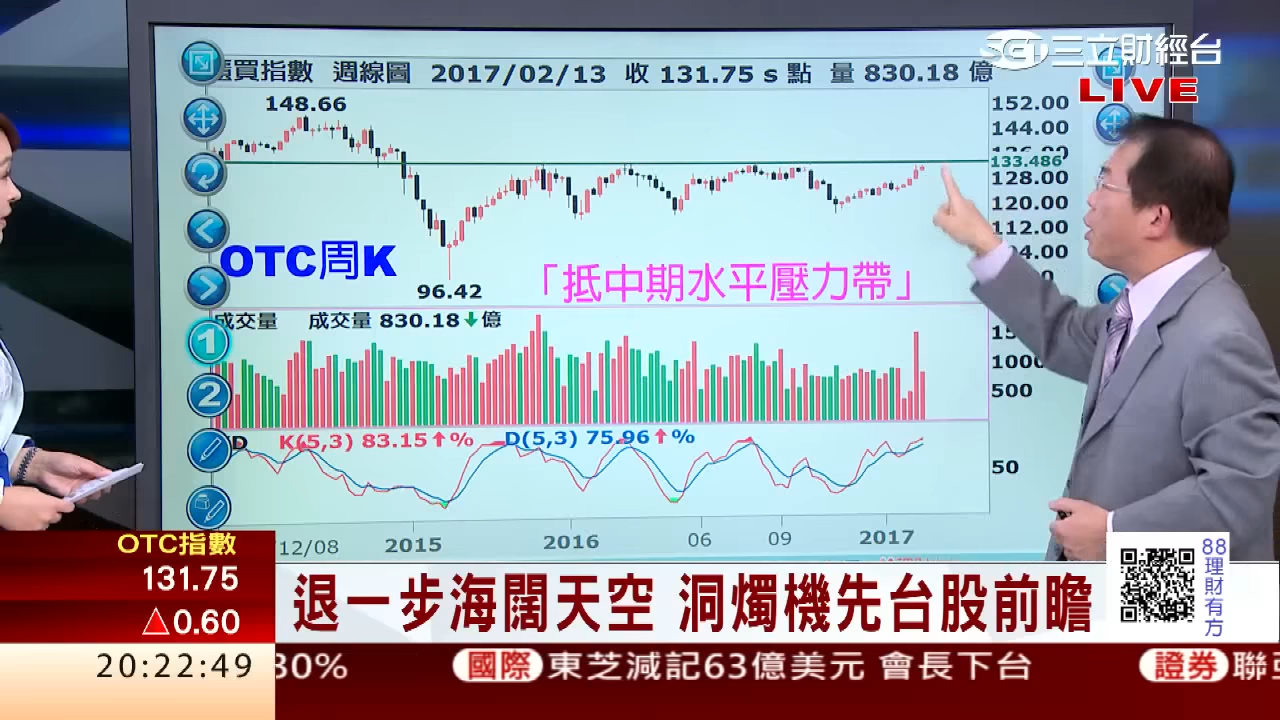 櫃買指數 週線圖 2017/02/13 收 131.75 s 點 量 830.18 億
SET 三立財經台
LIVE
148.66
152.00
144.00
133.486
128.00
120.00
112.00
OTC周K
「抵中期水平壓力帶」
96.42
成交量 成交量 830.18↓億
1
1000
2
500
K(5,3) 83.15↑% D(5,3) 75.96↑%
50
12/08 2015 2016 06 09 2017
OTC指數
131.75
△0.60
退一步海闊天空 洞燭機先台股前瞻
88理財有方
20:22:49
30% 國際 東芝減記63億美元 會長下台 證券